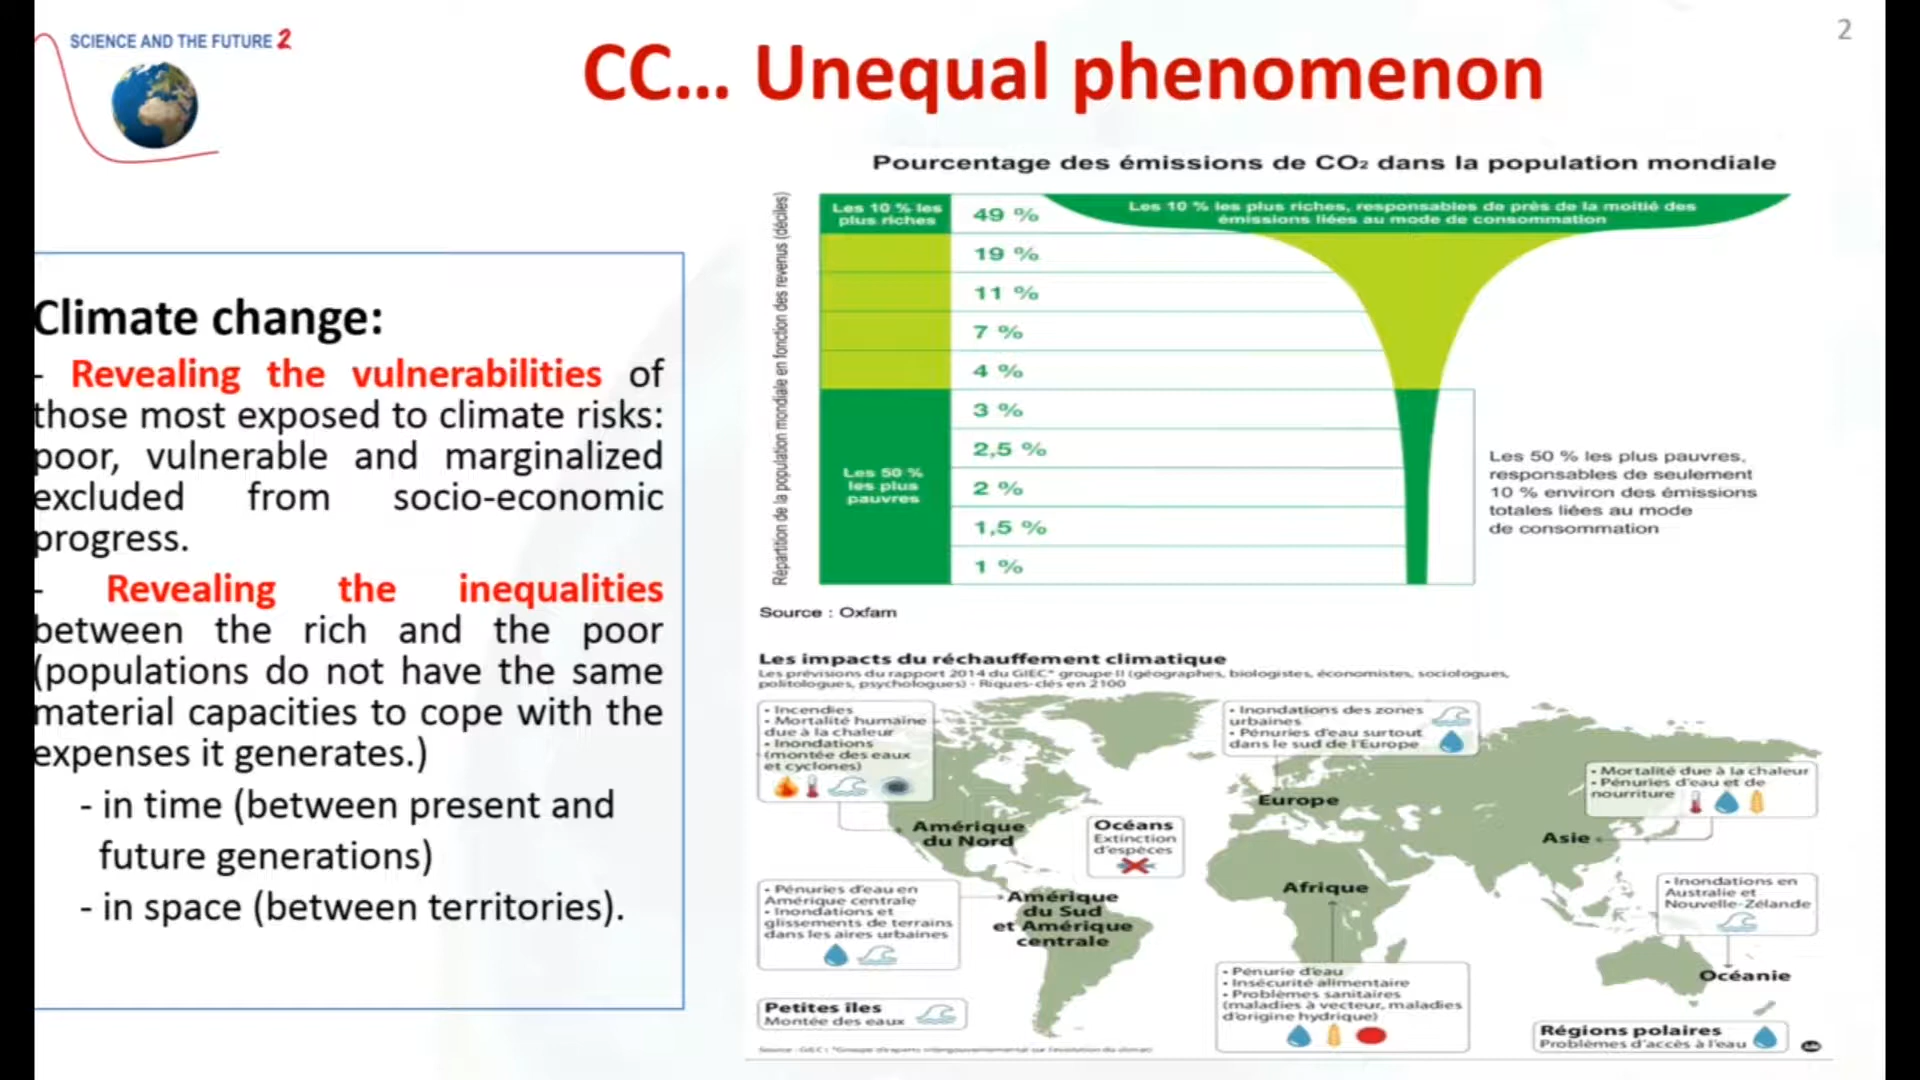 SCIENCE AND THE FUTURE 2
2
CC... Unequal phenomenon
Climate change:
- Revealing the vulnerabilities of
those most exposed to climate risks:
poor, vulnerable and marginalized
excluded from socio-economic
progress.
- Revealing the inequalities
between the rich and the poor
(populations do not have the same
material capacities to cope with the
expenses it generates.)
- in time (between present and
future generations)
- in space (between territories).
Pourcentage des émissions de CO₂ dans la population mondiale
Répartition de la population mondiale en fonction des revenus (déciles)
Les 10 % les
plus riches
49 %
Les 10 % les plus riches, responsables de près de la moitié des
émissions liées au mode de consommation
19 %
11 %
7 %
4 %
3 %
2,5 %
2 %
1,5 %
1 %
Les 50 %
les plus
pauvres
Les 50 % les plus pauvres,
responsables de seulement
10 % environ des émissions
totales liées au mode
de consommation
Source : Oxfam
Les impacts du réchauffement climatique
Les prévisions du rapport 2014 du GIEC* groupe II (géographes, biologistes, économistes, sociologues,
politologues, psychologues) - Riques-clés en 2100
• Incendies
• Mortalité humaine
due à la chaleur
• Inondations
(montée des eaux
et cyclones)
• Inondations des zones
urbaines
• Pénuries d'eau surtout
dans le sud de l'Europe
• Mortalité due à la chaleur
• Pénuries d'eau et de
nourriture
Europe
Amérique
du Nord
Océans
Extinction
d'espèces
Asie
• Pénuries d'eau en
Amérique centrale
• Inondations et
glissements de terrains
dans les aires urbaines
Amérique
du Sud
et Amérique
centrale
Afrique
• Inondations en
Australie et
Nouvelle-Zélande
Océanie
• Pénurie d'eau
• Insécurité alimentaire
• Problèmes sanitaires
(maladies à vecteur, maladies
d'origine hydrique)
Petites îles
Montée des eaux
Régions polaires
Problèmes d'accès à l'eau
Source : GIEC ( *Groupe d'experts intergouvernemental sur l'évolution du climat)